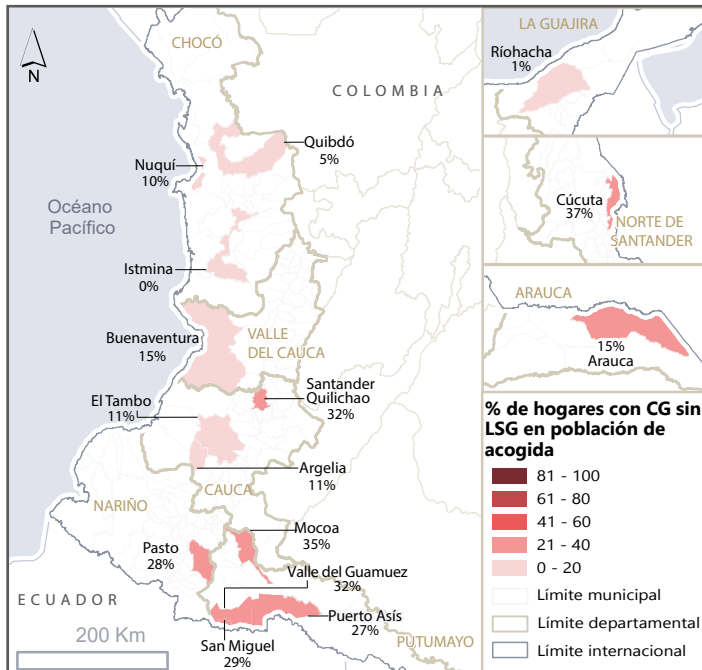 N
CHOCÓ
COLOMBIA
Quibdó
5%
Nuquí
10%
Océano
Pacífico
Istmina
0%
Buenaventura
15%
VALLE
DEL CAUCA
El Tambo
11%
Santander
Quilichao
32%
Argelia
11%
CAUCA
NARIÑO
Mocoa
35%
Pasto
28%
Valle del Guamuez
32%
Puerto Asís
27%
San Miguel
29%
ECUADOR
PUTUMAYO
200 Km
LA GUAJIRA
Ríohacha
1%
Cúcuta
37%
NORTE DE
SANTANDER
ARAUCA
15%
Arauca
% de hogares con CG sin
LSG en población de
acogida
81 - 100
61 - 80
41 - 60
21 - 40
0 - 20
Límite municipal
Límite departamental
Límite internacional